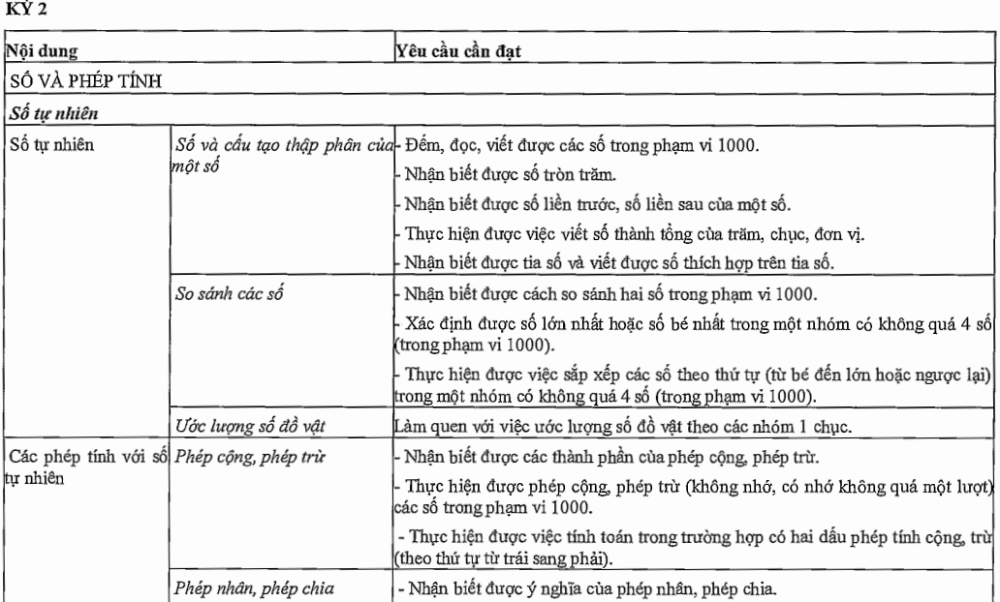 KỲ 2
Nội dung
Yêu cầu cần đạt
SỐ VÀ PHÉP TÍNH
Số tự nhiên
Số tự nhiên
Số và cấu tạo thập phân của
một số
- Đếm, đọc, viết được các số trong phạm vi 1000.
- Nhận biết được số tròn trăm.
- Nhận biết được số liền trước, số liền sau của một số.
- Thực hiện được việc viết số thành tổng của trăm, chục, đơn vị.
- Nhận biết được tia số và viết được số thích hợp trên tia số.
So sánh các số
- Nhận biết được cách so sánh hai số trong phạm vi 1000.
- Xác định được số lớn nhất hoặc số bé nhất trong một nhóm có không quá 4 số
(trong phạm vi 1000).
- Thực hiện được việc sắp xếp các số theo thứ tự (từ bé đến lớn hoặc ngược lại)
trong một nhóm có không quá 4 số (trong phạm vi 1000).
Ước lượng số đồ vật
Làm quen với việc ước lượng số đồ vật theo các nhóm 1 chục.
Các phép tính với số
tự nhiên
Phép cộng, phép trừ
- Nhận biết được các thành phần của phép cộng, phép trừ.
- Thực hiện được phép cộng, phép trừ (không nhớ, có nhớ không quá một lượt)
các số trong phạm vi 1000.
- Thực hiện được việc tính toán trong trường hợp có hai dấu phép tính cộng, trừ
(theo thứ tự từ trái sang phải).
Phép nhân, phép chia
- Nhận biết được ý nghĩa của phép nhân, phép chia.